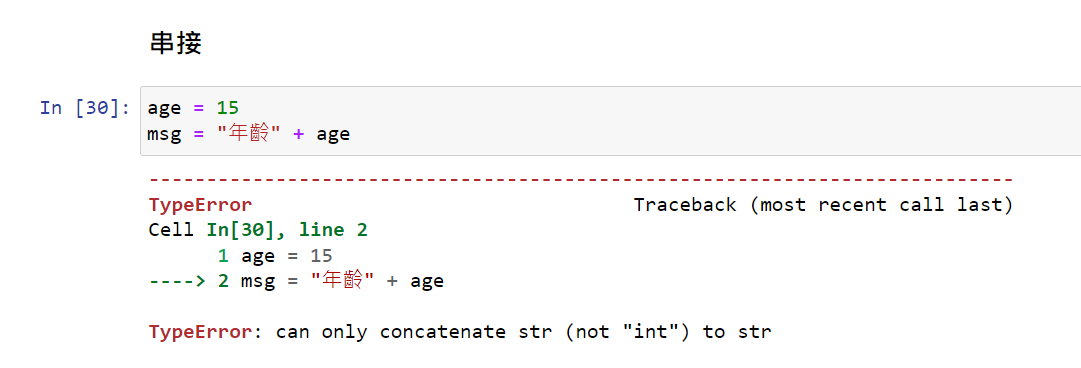 串接
In [30]: age = 15
msg = "年齡" + age
---------------------------------------------------------------------------
TypeError                                 Traceback (most recent call last)
Cell In[30], line 2
      1 age = 15
----> 2 msg = "年齡" + age
TypeError: can only concatenate str (not "int") to str